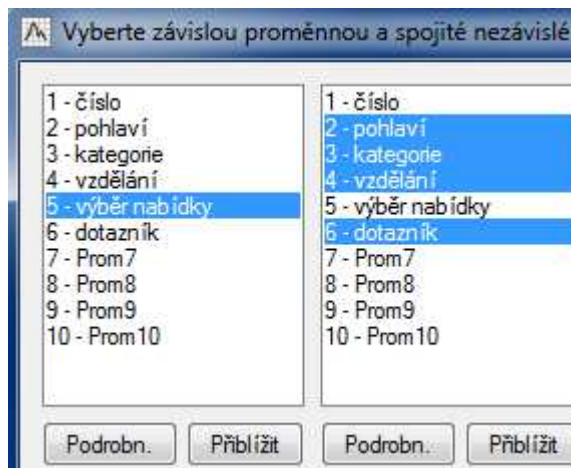 Vyberte závislou proměnnou a spojité nezávislé
1 - číslo
2 - pohlaví
3 - kategorie
4 - vzdělání
5 - výběr nabídky
6 - dotazník
7 - Prom7
8 - Prom8
9 - Prom9
10 - Prom10
1 - číslo
2 - pohlaví
3 - kategorie
4 - vzdělání
5 - výběr nabídky
6 - dotazník
7 - Prom7
8 - Prom8
9 - Prom9
10 - Prom10
Podrobn. Přiblížit Podrobn. Přiblížit